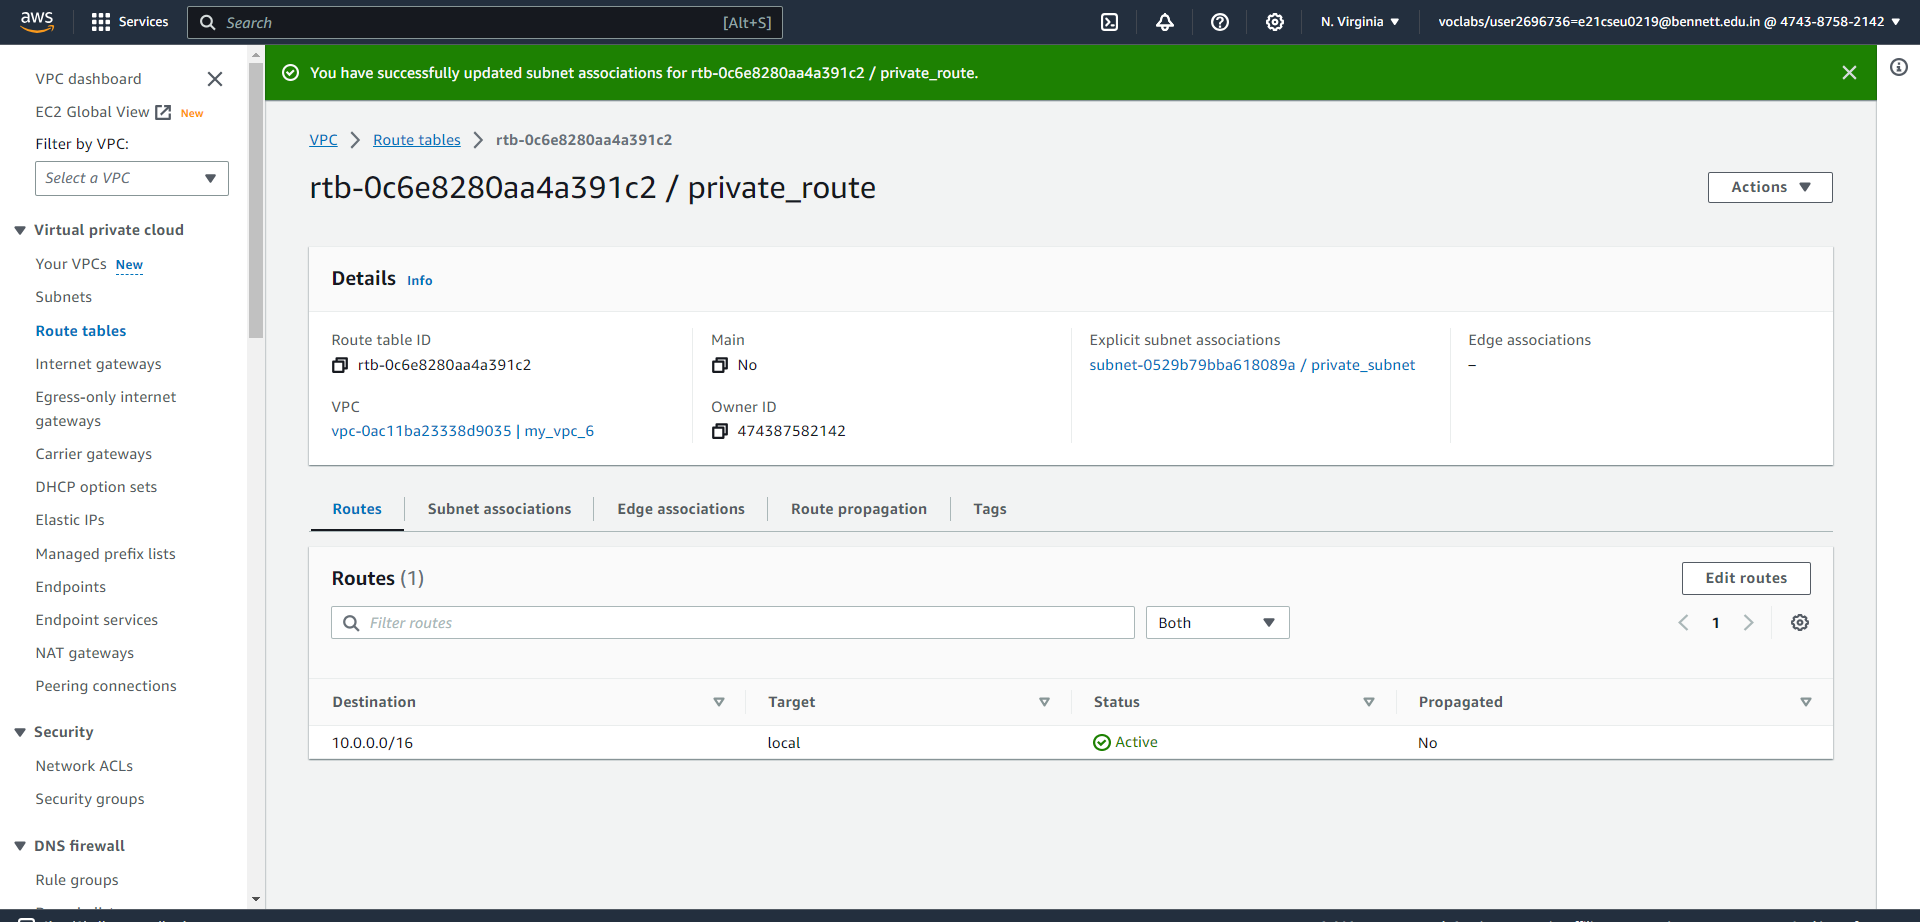 aws
Services
Search
[Alt+S]
N. Virginia
voclabs/user2696736=e21cseu0219@bennett.edu.in @ 4743-8758-2142
VPC dashboard
EC2 Global View New
Filter by VPC:
Select a VPC
Virtual private cloud
Your VPCs New
Subnets
Route tables
Internet gateways
Egress-only internet
gateways
Carrier gateways
DHCP option sets
Elastic IPs
Managed prefix lists
Endpoints
Endpoint services
NAT gateways
Peering connections
Security
Network ACLs
Security groups
DNS firewall
Rule groups
You have successfully updated subnet associations for rtb-0c6e8280aa4a391c2 / private_route.
VPC
Route tables
rtb-0c6e8280aa4a391c2
rtb-0c6e8280aa4a391c2 / private_route
Actions
Details Info
Route table ID
rtb-0c6e8280aa4a391c2
Main
No
Explicit subnet associations
subnet-0529b79bba618089a / private_subnet
Edge associations
–
VPC
vpc-0ac11ba23338d9035 | my_vpc_6
Owner ID
474387582142
Routes
Subnet associations
Edge associations
Route propagation
Tags
Routes (1)
Edit routes
Filter routes
Both
1
Destination
Target
Status
Propagated
10.0.0.0/16
local
Active
No